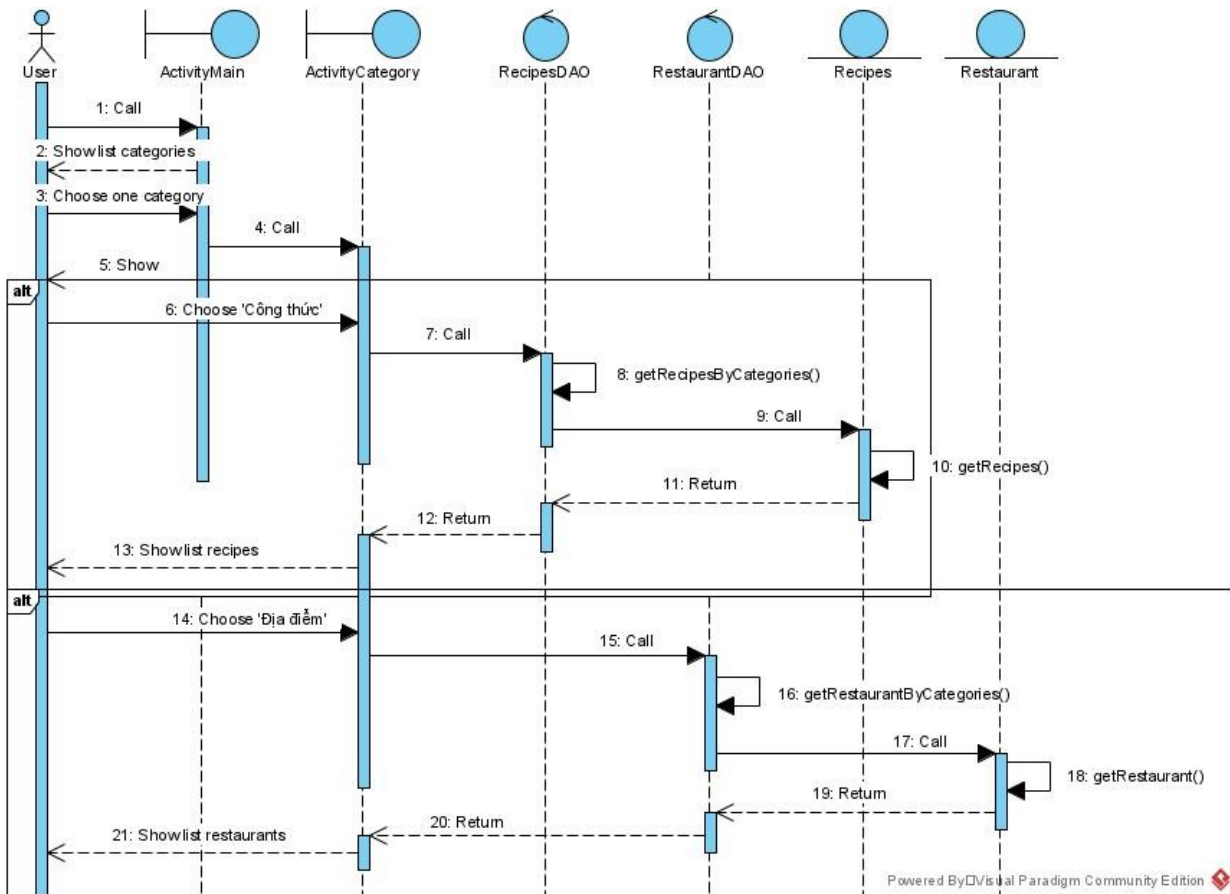 User
ActivityMain
ActivityCategory
RecipesDAO
RestaurantDAO
Recipes
Restaurant
1: Call
2: Showlist categories
3: Choose one category
4: Call
5: Show
alt
6: Choose 'Công thức'
7: Call
8: getRecipesByCategories()
9: Call
10: getRecipes()
11: Return
12: Return
13: Showlist recipes
alt
14: Choose 'Địa điểm'
15: Call
16: getRestaurantByCategories()
17: Call
18: getRestaurant()
19: Return
20: Return
21: Showlist restaurants
Powered By□Visual Paradigm Community Edition